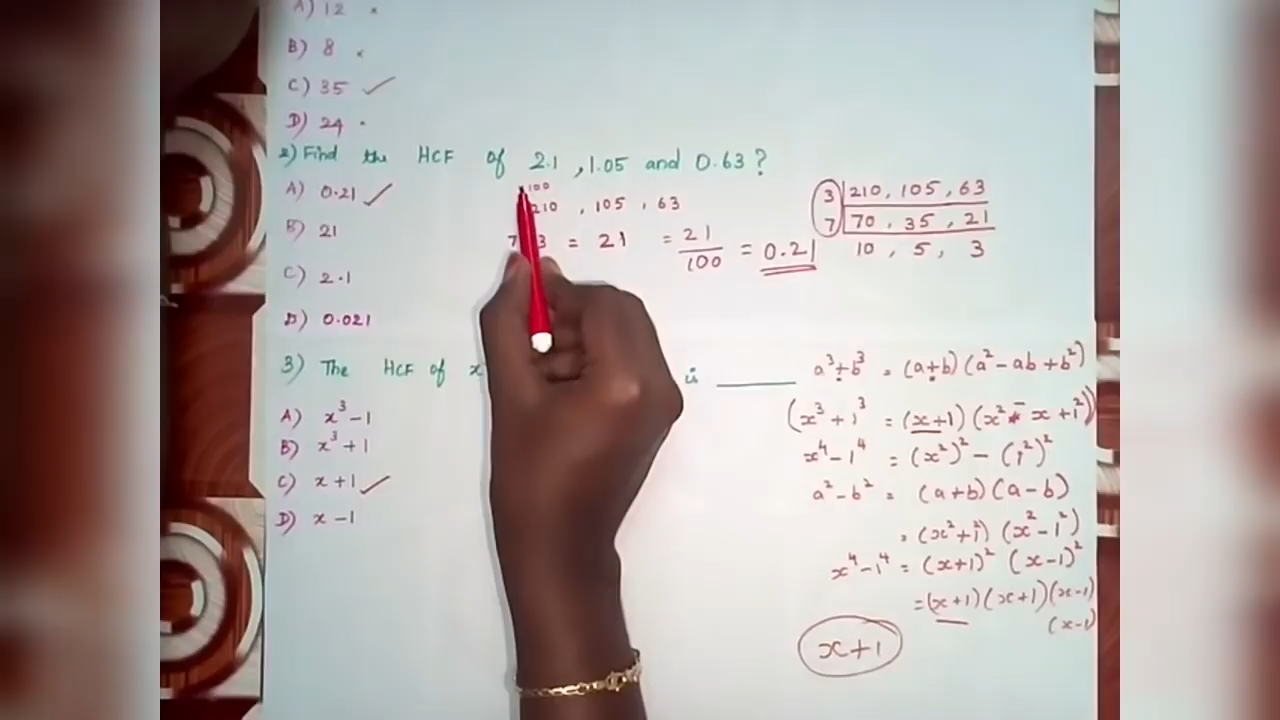 A) 12 ×
B) 8 ×
C) 35 ✓
D) 24 ×
2) Find the HCF of 2.1 , 1.05 and 0.63 ?
A) 0.21 ✓
B) 21
C) 2.1
D) 0.021
100
210 , 105 , 63
7 3 = 21 = 21/100 = 0.21
3 | 210, 105, 63
7 | 70, 35, 21
10 , 5 , 3
3) The HCF of x is ______
A) x³ - 1
B) x³ + 1
C) x + 1 ✓
D) x - 1
a³ + b³ = (a+b) (a² - ab + b²)
(x³ + 1³ = (x+1) (x² - x + 1²))
x⁴ - 1⁴ = (x²)² - (1²)²
a² - b² = (a+b) (a-b)
= (x²+1²) (x²-1²)
x⁴ - 1⁴ = (x+1)² (x-1)²
= (x+1) (x+1) (x-1)
(x-1)
x+1